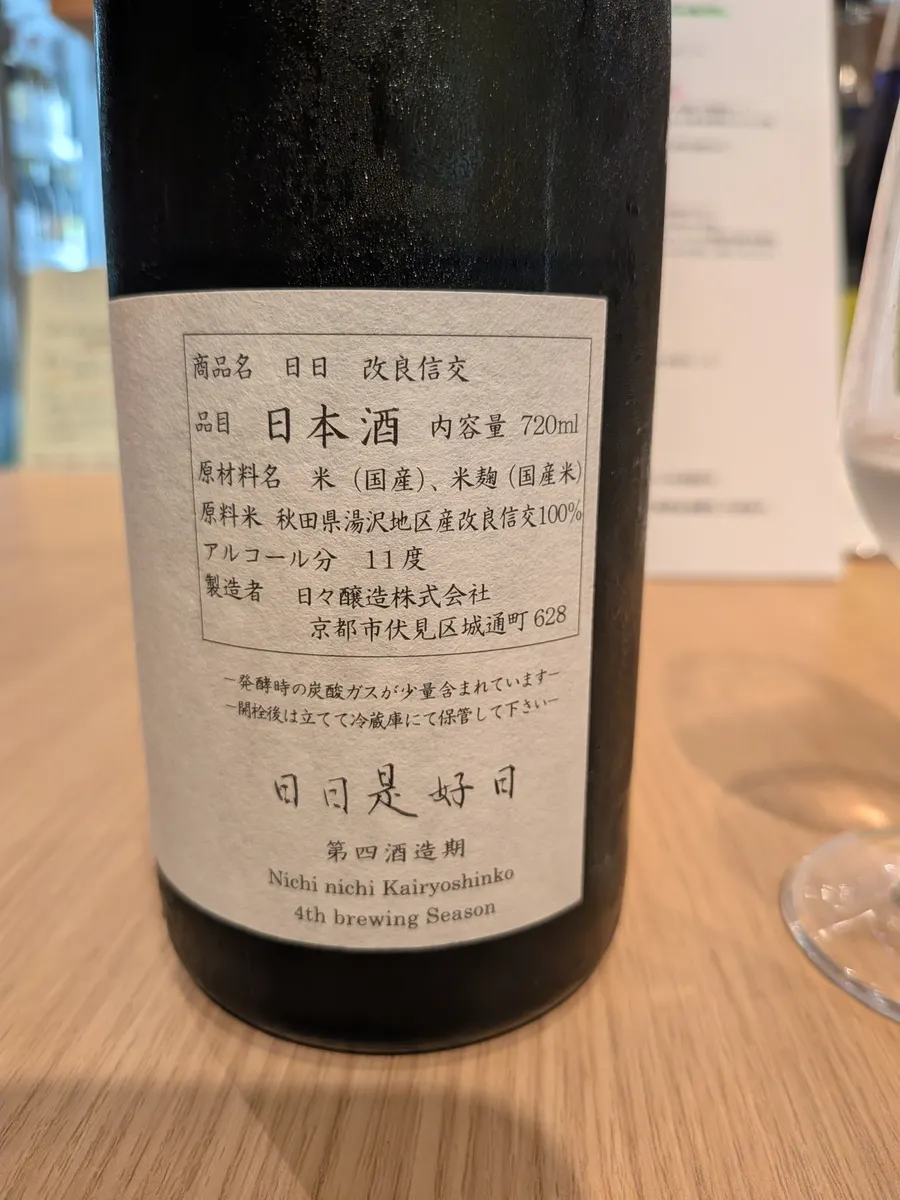 商品名 日日 改良信交
品目 日本酒 内容量 720ml
原材料名 米(国産)、米麹(国産米)
原料米 秋田県湯沢地区産改良信交100%
アルコール分 11度
製造者 日々醸造株式会社
京都市伏見区城通町628
−発酵時の炭酸ガスが少量含まれています−
−開栓後は立てて冷蔵庫にて保管して下さい−
日日是好日
第四酒造期
Nichi nichi Kairyoshinko
4th brewing Season